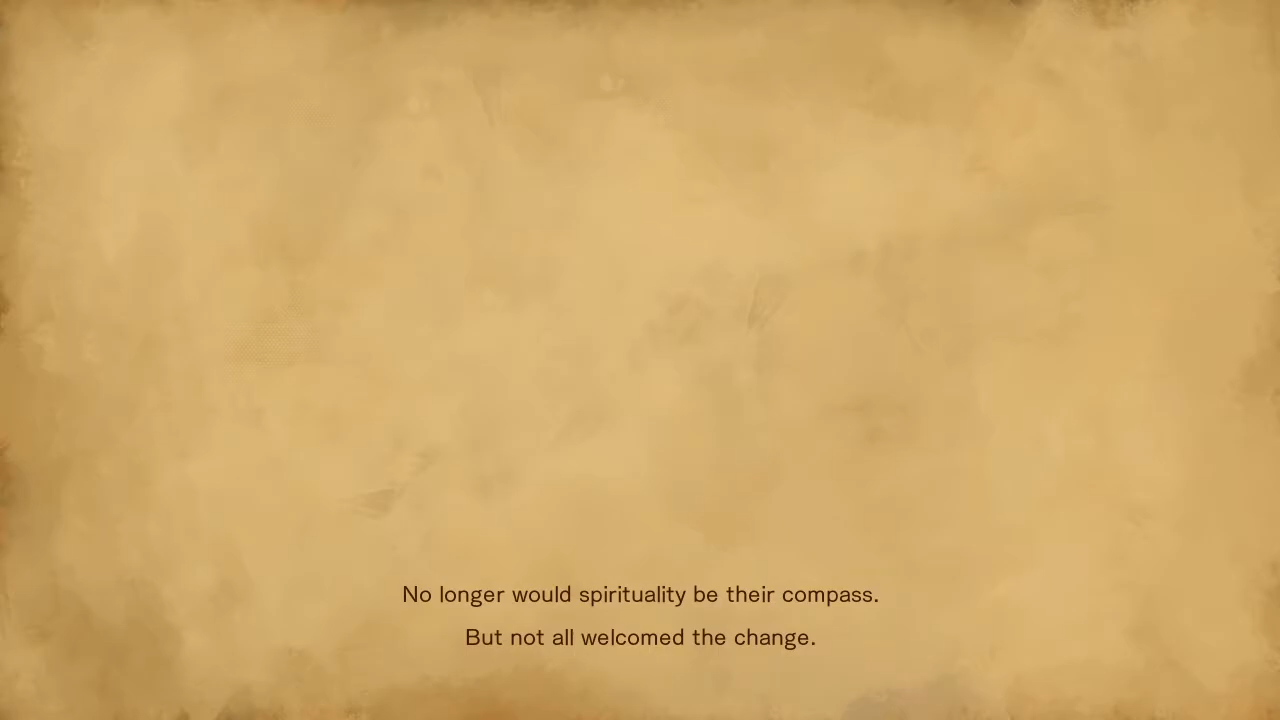 No longer would spirituality be their compass.
But not all welcomed the change.